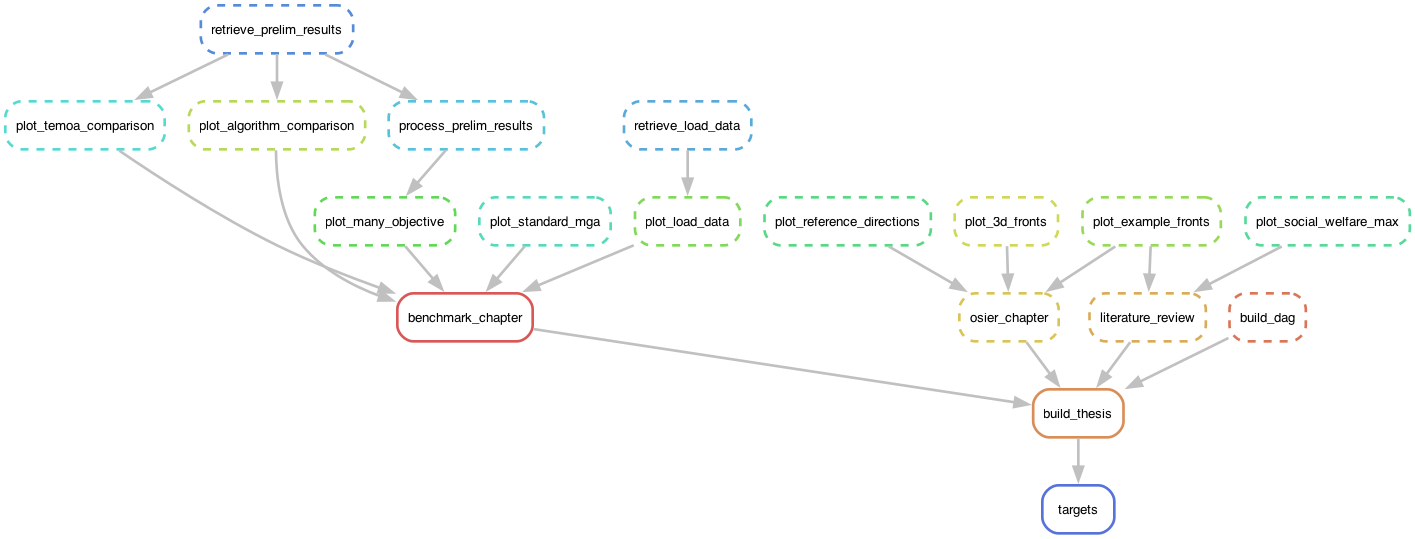 retrieve_prelim_results
plot_temoa_comparison
plot_algorithm_comparison
process_prelim_results
retrieve_load_data
plot_many_objective
plot_standard_mga
plot_load_data
plot_reference_directions
plot_3d_fronts
plot_example_fronts
plot_social_welfare_max
benchmark_chapter
osier_chapter
literature_review
build_dag
build_thesis
targets